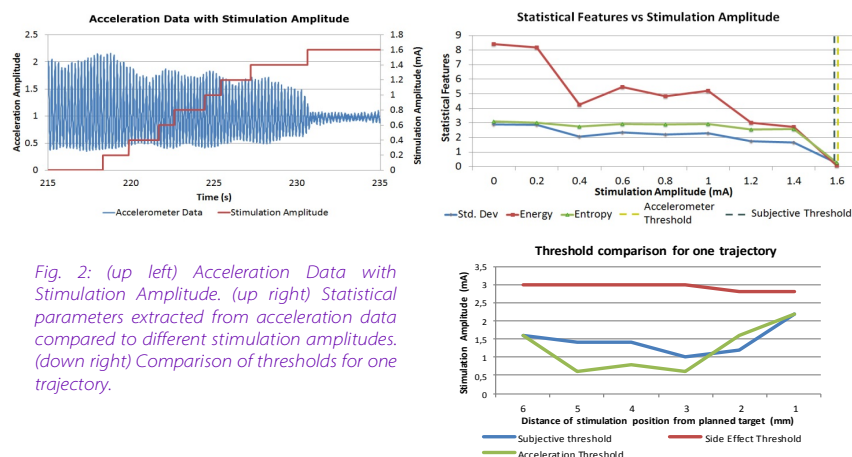 Acceleration Data with Stimulation Amplitude
Acceleration Amplitude
2.5
2
1.5
1
0.5
0
1.8
1.6
1.4
1.2
1
0.8
0.6
0.4
0.2
0
Stimulation Amplitude (mA)
215 220 225 230 235
Time (s)
Accelerometer Data Stimulation Amplitude
Statistical Features vs Stimulation Amplitude
Statistical Features
9
8
7
6
5
4
3
2
1
0
0 0.2 0.4 0.6 0.8 1 1.2 1.4 1.6
Stimulation Amplitude (mA)
Std. Dev Energy Entropy Accelerometer Threshold Subjective Threshold
Fig. 2: (up left) Acceleration Data with
Stimulation Amplitude. (up right) Statistical
parameters extracted from acceleration data
compared to different stimulation amplitudes.
(down right) Comparison of thresholds for one
trajectory.
Threshold comparison for one trajectory
Stimulation Amplitude (mA)
3,5
3
2,5
2
1,5
1
0,5
0
6 5 4 3 2 1
Distance of stimulation position from planned target (mm)
Subjective threshold Side Effect Threshold
Acceleration Threshold